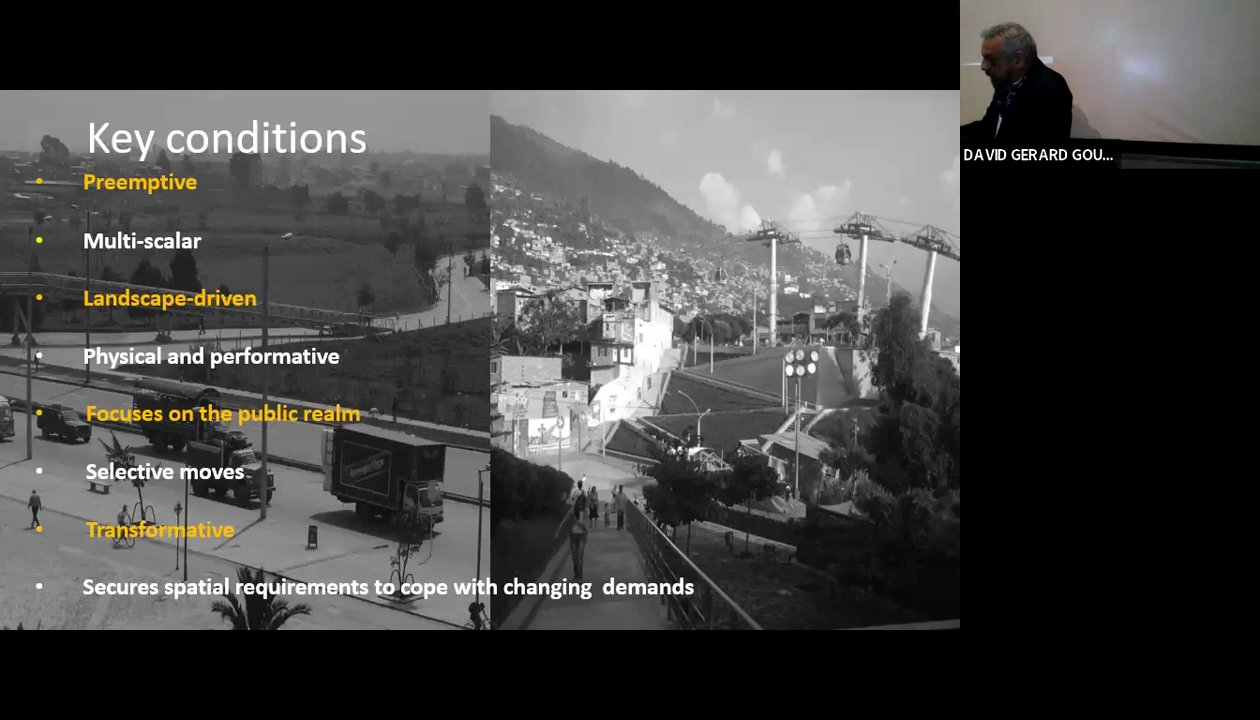 Key conditions
• Preemptive
• Multi-scalar
• Landscape-driven
• Physical and performative
• Focuses on the public realm
• Selective moves
• Transformative
• Secures spatial requirements to cope with changing demands
DAVID GERARD GOU...